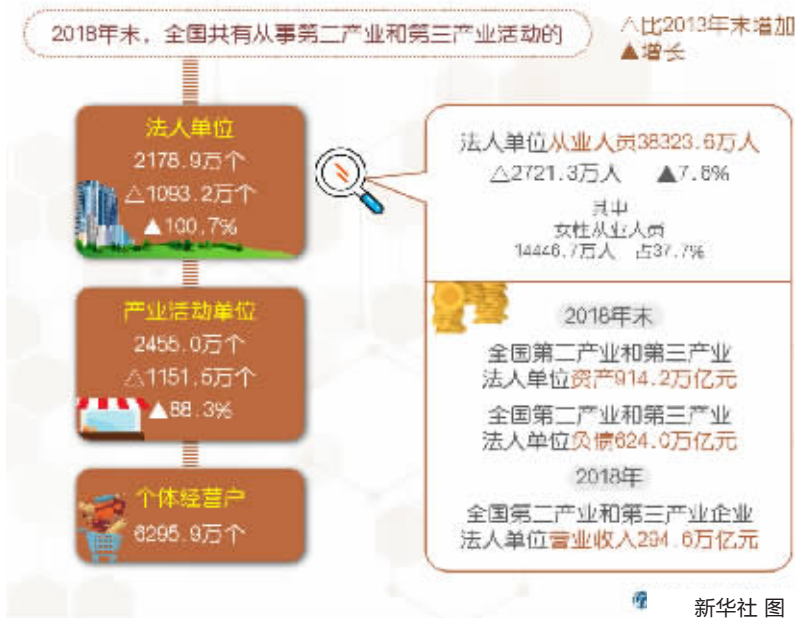 2018年末，全国共有从事第二产业和第三产业活动的
△比2013年末增加
▲增长
法人单位
2178.9万个
△1093.2万个
▲100.7%
产业活动单位
2455.0万个
△1151.5万个
▲88.3%
个体经营户
6295.9万个
法人单位从业人员38323.6万人
△2721.3万人 ▲7.6%
其中
女性从业人员
14446.7万人 占37.7%
2018年末
全国第二产业和第三产业
法人单位资产914.2万亿元
全国第二产业和第三产业
法人单位负债624.0万亿元
2018年
全国第二产业和第三产业企业
法人单位营业收入294.6万亿元
新华社 图